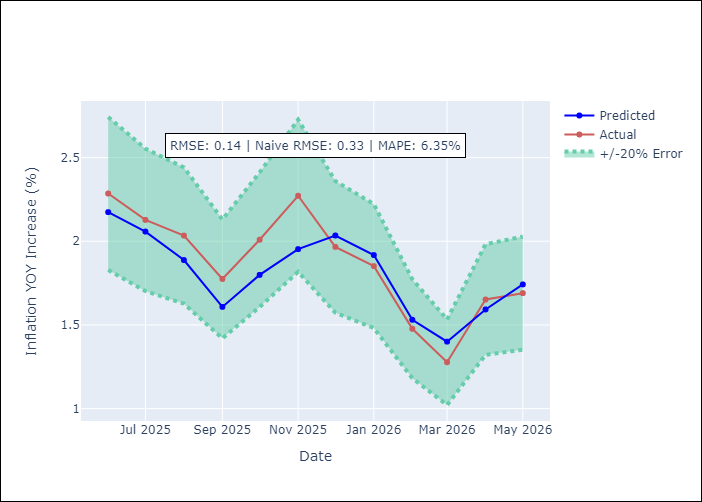 RMSE: 0.14 | Naive RMSE: 0.33 | MAPE: 6.35%
Predicted
Actual
+/-20% Error
Inflation YOY Increase (%)
2.5
2
1.5
1
Jul 2025
Sep 2025
Nov 2025
Jan 2026
Mar 2026
May 2026
Date